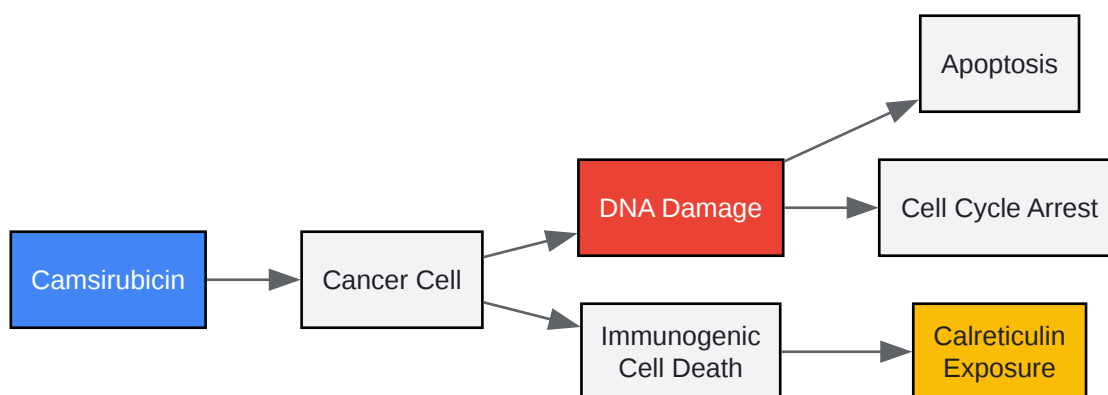 Camsirubicin
Cancer Cell
DNA Damage
Apoptosis
Cell Cycle Arrest
Immunogenic
Cell Death
Calreticulin
Exposure